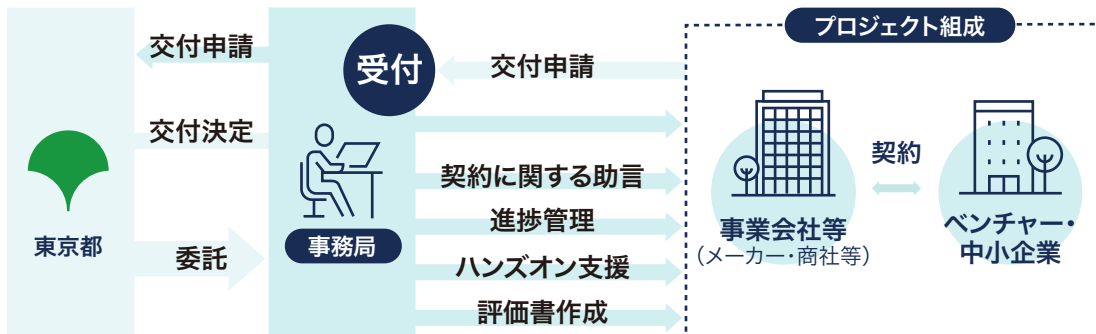 プロジェクト組成
交付申請
受付
交付申請
交付決定
契約に関する助言
契約
進捗管理
東京都
事務局
事業会社等
(メーカー・商社等)
ベンチャー・
中小企業
委託
ハンズオン支援
評価書作成